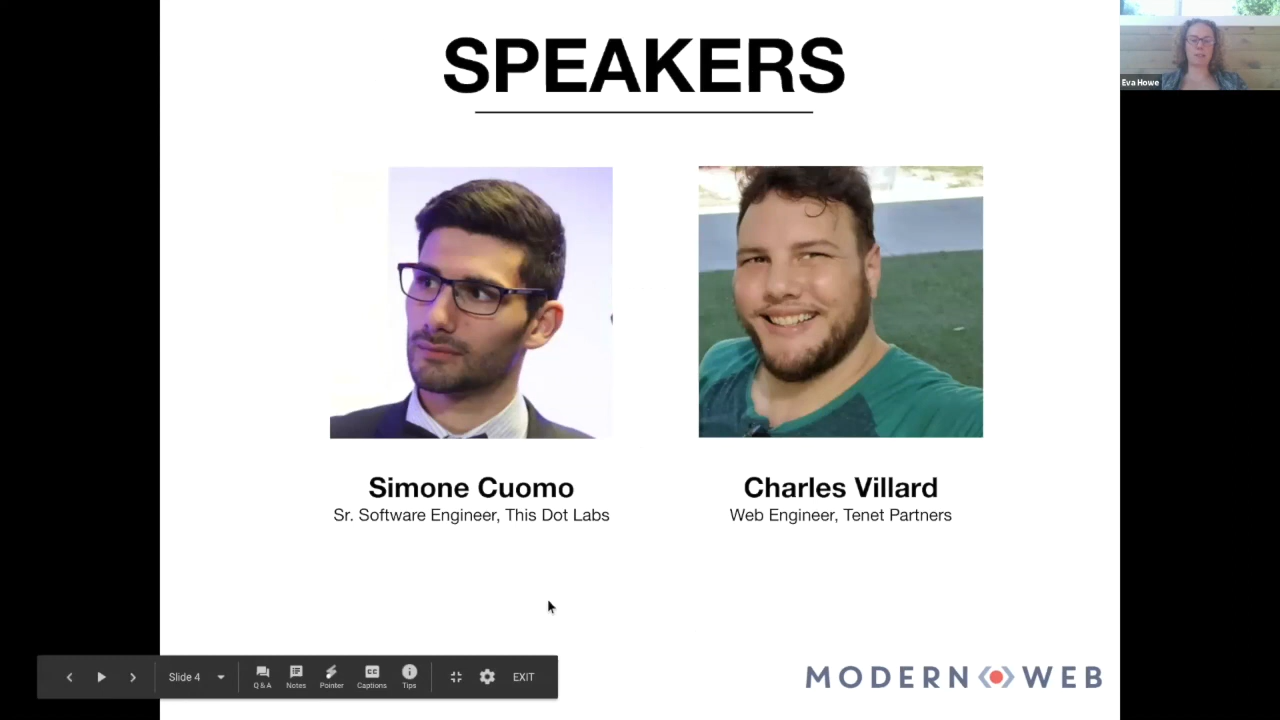 SPEAKERS
Eva Howe
Simone Cuomo
Sr. Software Engineer, This Dot Labs
Charles Villard
Web Engineer, Tenet Partners
Slide 4
Q & A
Notes
Pointer
CC
Captions
Tips
EXIT
MODERN WEB